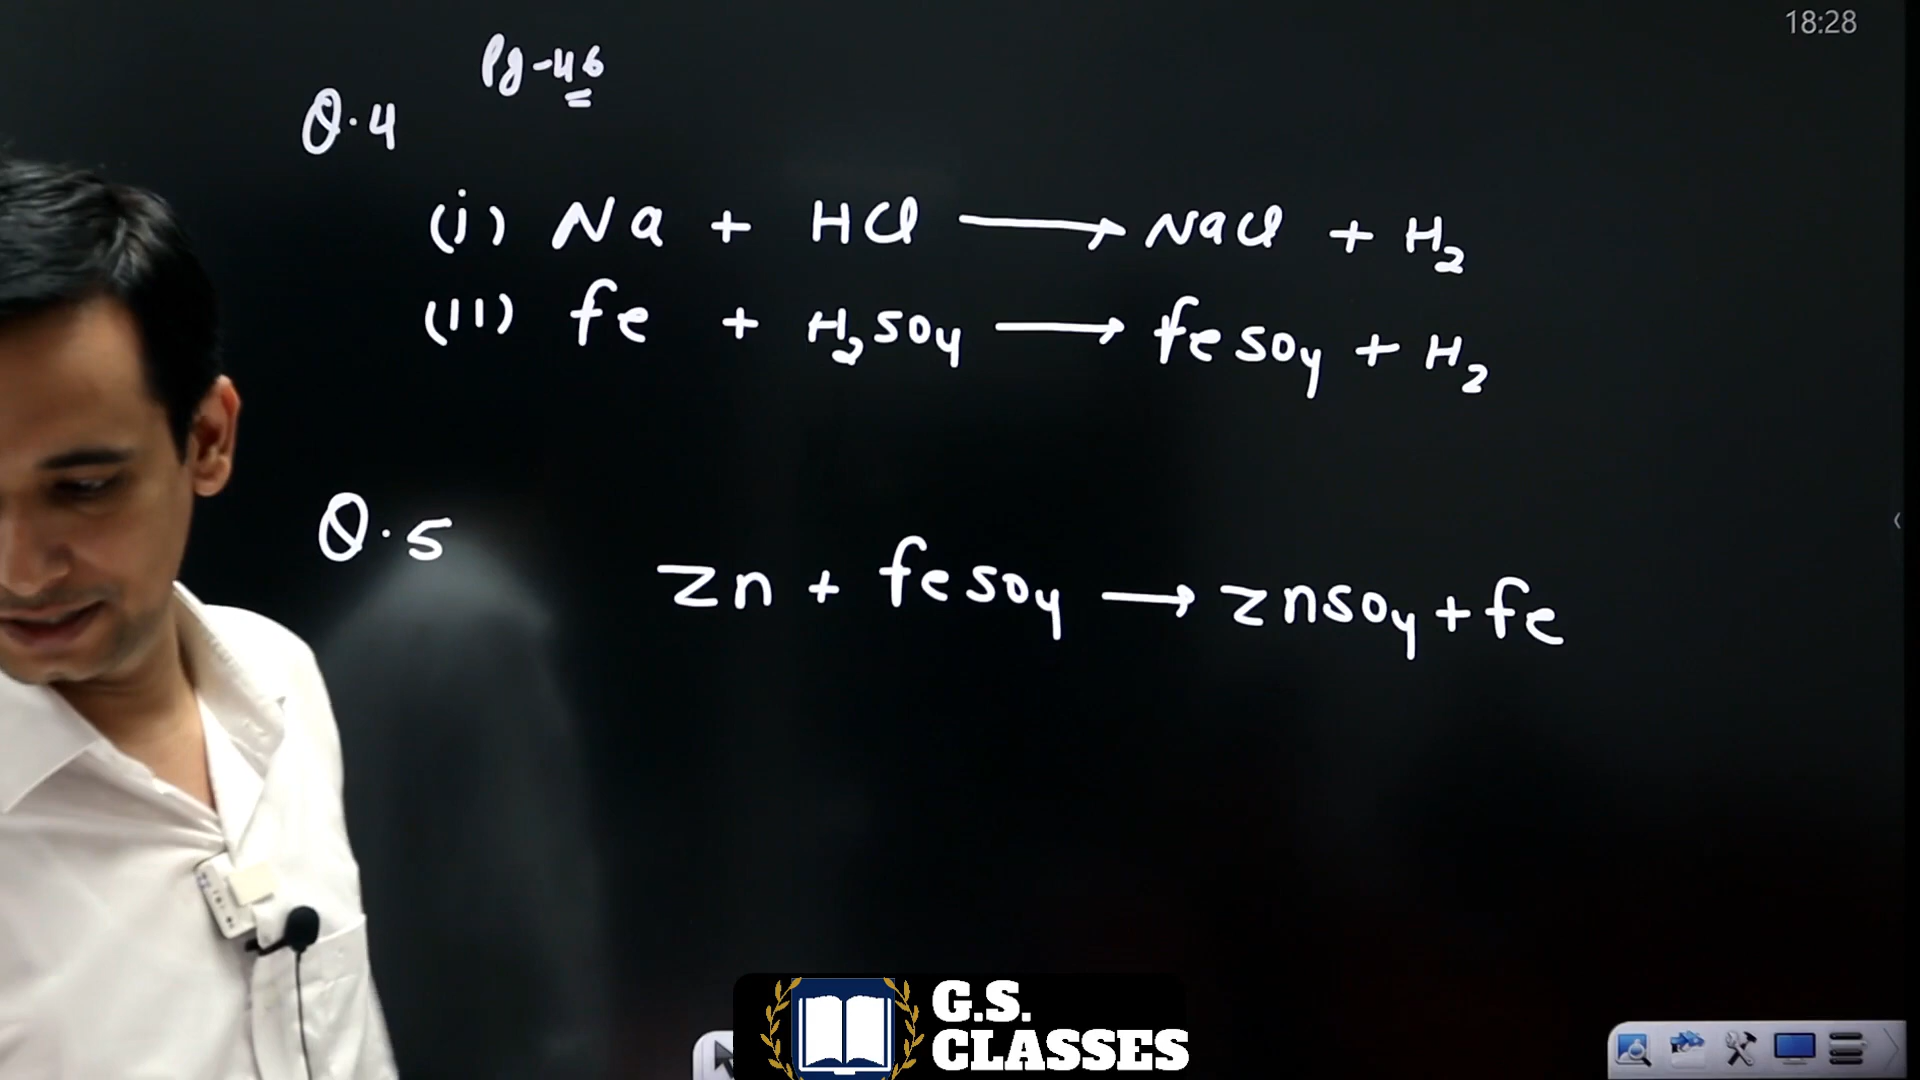 18:28
Pg-46
Q.4
(i) Na + HCl → NaCl + H2
(II) fe + H2SO4 → feSO4 + H2
Q.5
Zn + feSO4 → ZnSO4 + fe
G.S.
CLASSES